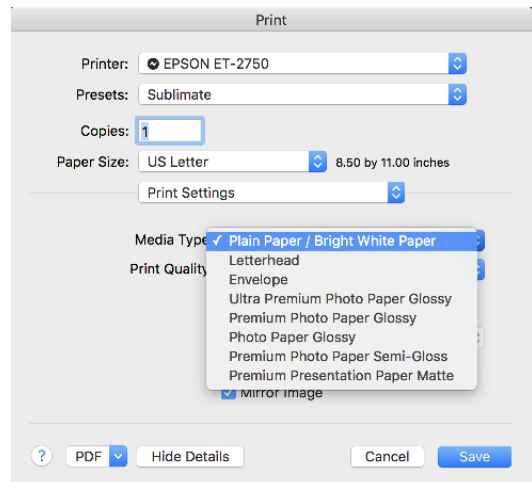 Print
Printer: EPSON ET-2750
Presets: Sublimate
Copies: 1
Paper Size: US Letter 8.50 by 11.00 inches
Print Settings
Media Type ✓ Plain Paper / Bright White Paper
Print Quality Letterhead
Envelope
Ultra Premium Photo Paper Glossy
Premium Photo Paper Glossy
Photo Paper Glossy
Premium Photo Paper Semi-Gloss
Premium Presentation Paper Matte
Mirror Image
? PDF Hide Details Cancel Save